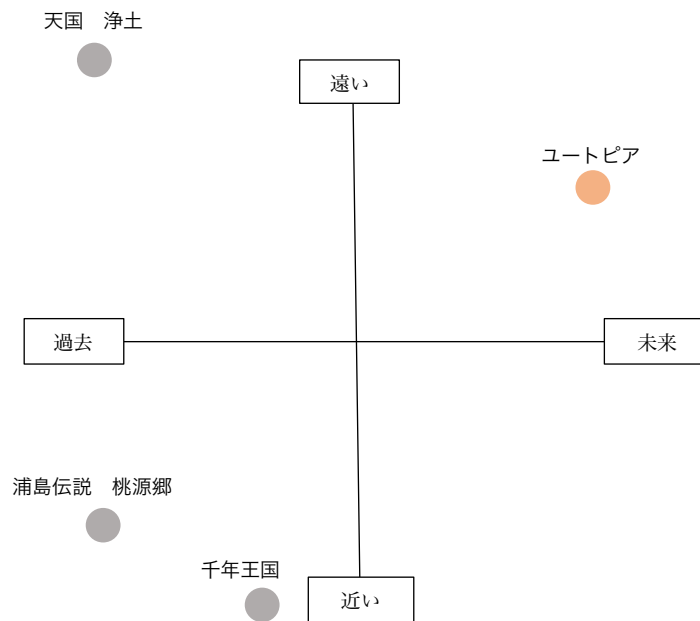 天国　浄土
遠い
ユートピア
過去
未来
浦島伝説　桃源郷
千年王国
近い